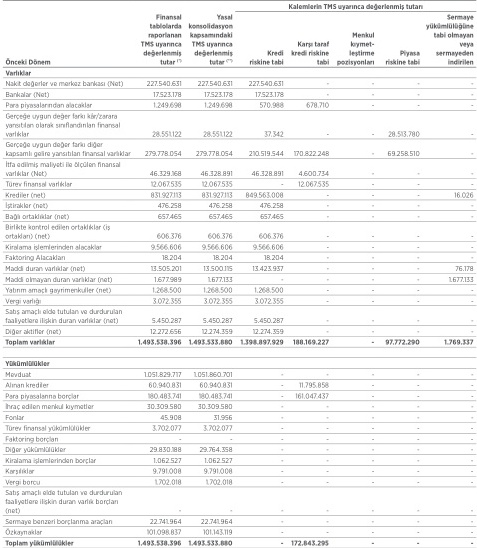 Kalemlerin TMS uyarınca değerlenmiş tutarı
Önceki Dönem | Finansal tablolarda raporlanan TMS uyarınca değerlenmiş tutar (*) | Yasal konsolidasyon kapsamındaki TMS uyarınca değerlenmiş tutar (**) | Kredi riskine tabi | Karşı taraf kredi riskine tabi | Menkul kıymet-leştirme pozisyonları | Piyasa riskine tabi | Sermaye yükümlülüğüne tabi olmayan veya sermayeden indirilen
Varlıklar
Nakit değerler ve merkez bankası (Net) 227.540.631 227.540.631 227.540.631 - - - -
Bankalar (Net) 17.523.178 17.523.178 17.523.178 - - - -
Para piyasalarından alacaklar 1.249.698 1.249.698 570.988 678.710 - - -
Gerçeğe uygun değer farkı kâr/zarara
yansıtılan olarak sınıflandırılan finansal
varlıklar 28.551.122 28.551.122 37.342 - - 28.513.780 -
Gerçeğe uygun değer farkı diğer
kapsamlı gelire yansıtılan finansal varlıklar 279.778.054 279.778.054 210.519.544 170.822.248 - 69.258.510 -
İtfa edilmiş maliyeti ile ölçülen finansal
varlıklar (Net) 46.329.168 46.328.891 46.328.891 4.600.734 - - -
Türev finansal varlıklar 12.067.535 12.067.535 - 12.067.535 - - -
Krediler (net) 831.927.113 831.927.113 849.563.008 - - - 16.026
İştirakler (net) 476.258 476.258 476.258 - - - -
Bağlı ortaklıklar (net) 657.465 657.465 657.465 - - - -
Birlikte kontrol edilen ortaklıklar (iş
ortakları) (net) 606.376 606.376 606.376 - - - -
Kiralama işlemlerinden alacaklar 9.566.606 9.566.606 9.566.606 - - - -
Faktoring Alacakları 18.204 18.204 18.204 - - - -
Maddi duran varlıklar (net) 13.505.201 13.500.115 13.423.937 - - - 76.178
Maddi olmayan duran varlıklar (net) 1.677.989 1.677.133 - - - - 1.677.133
Yatırım amaçlı gayrimenkuller (net) 1.268.500 1.268.500 1.268.500 - - - -
Vergi varlığı 3.072.355 3.072.355 3.072.355 - - - -
Satış amaçlı elde tutulan ve durdurulan
faaliyetlere ilişkin duran varlıklar (net) 5.450.287 5.450.287 5.450.287 - - - -
Diğer aktifler (net) 12.272.656 12.274.359 12.274.359 - - - -
Toplam varlıklar 1.493.538.396 1.493.533.880 1.398.897.929 188.169.227 - 97.772.290 1.769.337
Yükümlülükler
Mevduat 1.051.829.717 1.051.860.701 - - - - -
Alınan krediler 60.940.831 60.940.831 - 11.795.858 - - -
Para piyasalarına borçlar 180.483.741 180.483.741 - 161.047.437 - - -
İhraç edilen menkul kıymetler 30.309.580 30.309.580 - - - - -
Fonlar 45.908 31.956 - - - - -
Türev finansal yükümlülükler 3.702.077 3.702.077 - - - - -
Faktoring borçları - - - - - - -
Diğer yükümlülükler 29.830.188 29.764.358 - - - - -
Kiralama işlemlerinden borçlar 1.062.527 1.062.527 - - - - -
Karşılıklar 9.791.008 9.791.008 - - - - -
Vergi borcu 1.702.018 1.702.018 - - - - -
Satış amaçlı elde tutulan ve durdurulan
faaliyetlere ilişkin duran varlık borçları
(net) - - - - - - -
Sermaye benzeri borçlanma araçları 22.741.964 22.741.964 - - - - -
Özkaynaklar 101.098.837 101.143.119 - - - - -
Toplam yükümlülükler 1.493.538.396 1.493.533.880 - 172.843.295 - - -